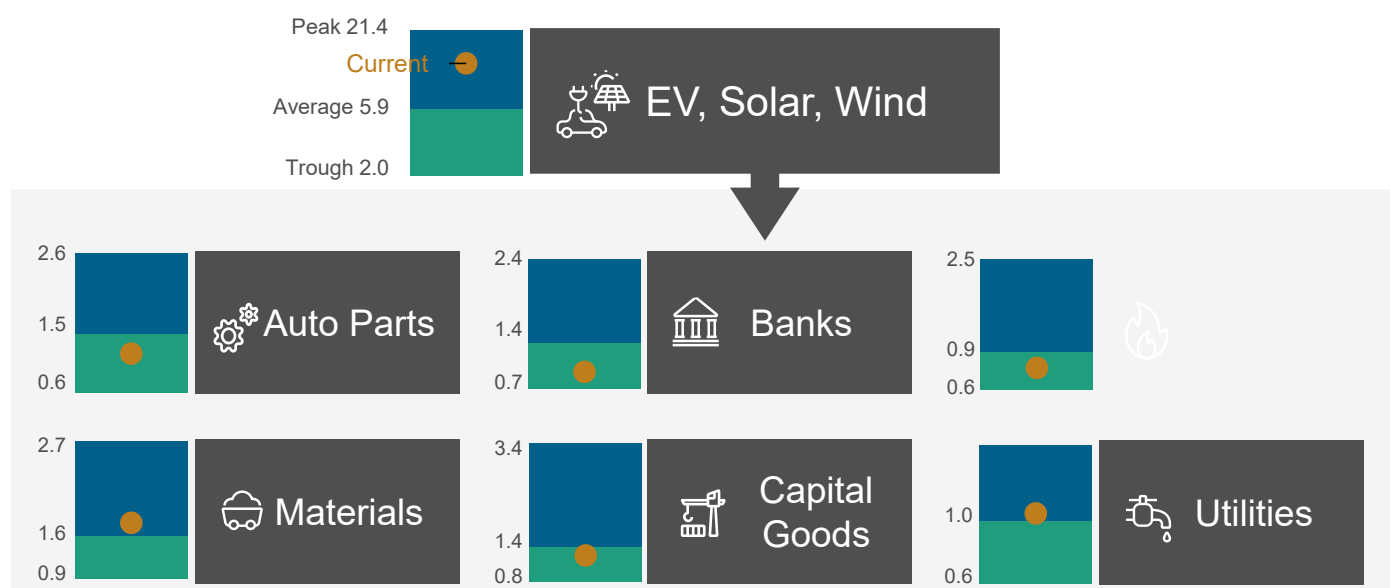 Peak 21.4
Current
EV, Solar, Wind
Average 5.9
Trough 2.0
2.6
1.5
0.6
Auto Parts
2.4
1.4
0.7
Banks
2.5
0.9
0.6
2.7
1.6
0.9
Materials
3.4
1.4
0.8
Capital
Goods
1.0
0.6
Utilities